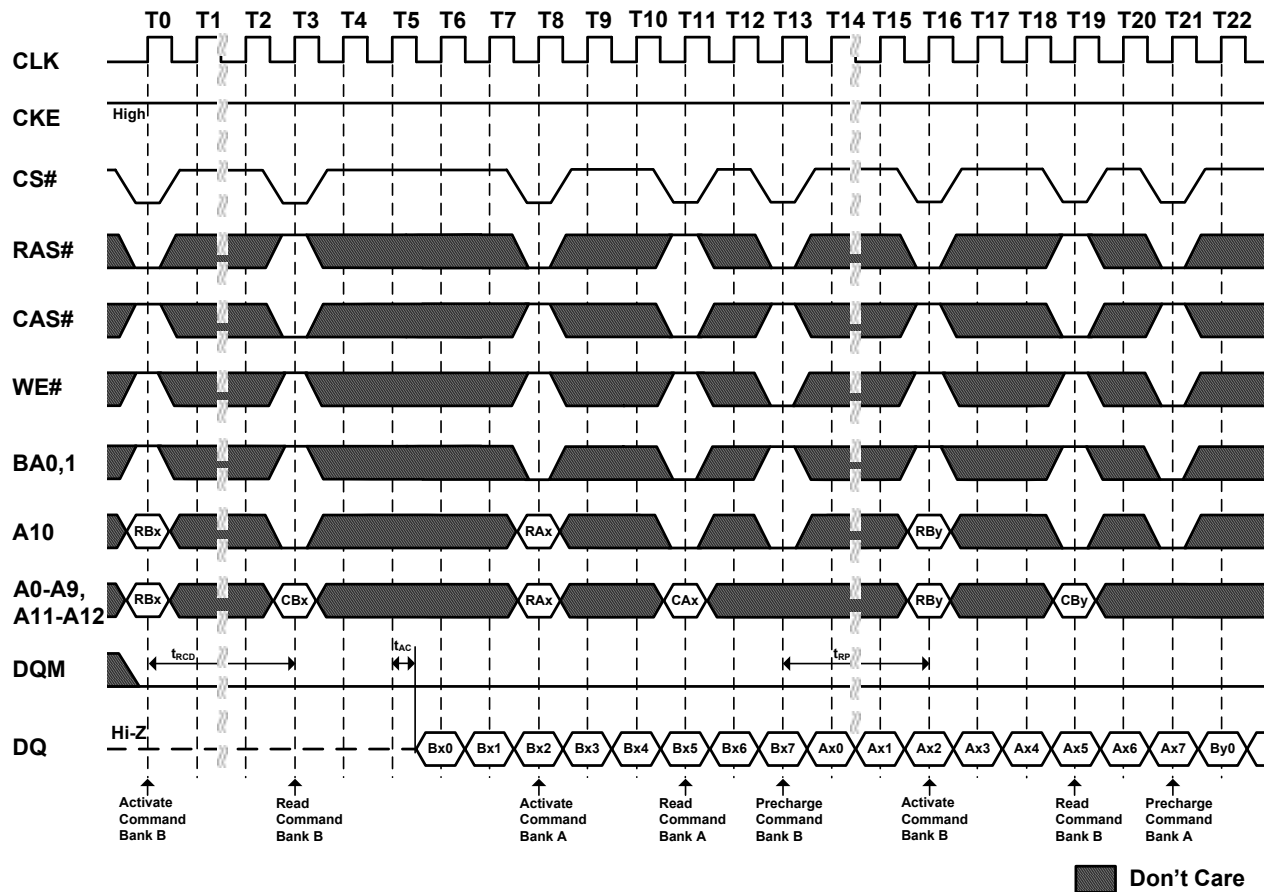 T0 T1 T2 T3 T4 T5 T6 T7 T8 T9 T10 T11 T12 T13 T14 T15 T16 T17 T18 T19 T20 T21 T22
CLK
CKE High
CS#
RAS#
CAS#
WE#
BA0,1
A10 RBx RAx RBy
A0-A9,
A11-A12 RBx CBx RAx CAx RBy CBy
DQM tRCD tAC tRP
DQ Hi-Z Bx0 Bx1 Bx2 Bx3 Bx4 Bx5 Bx6 Bx7 Ax0 Ax1 Ax2 Ax3 Ax4 Ax5 Ax6 Ax7 By0
Activate
Command
Bank B
Read
Command
Bank B
Activate
Command
Bank A
Read
Command
Bank A
Precharge
Command
Bank B
Activate
Command
Bank B
Read
Command
Bank B
Precharge
Command
Bank A
Don't Care